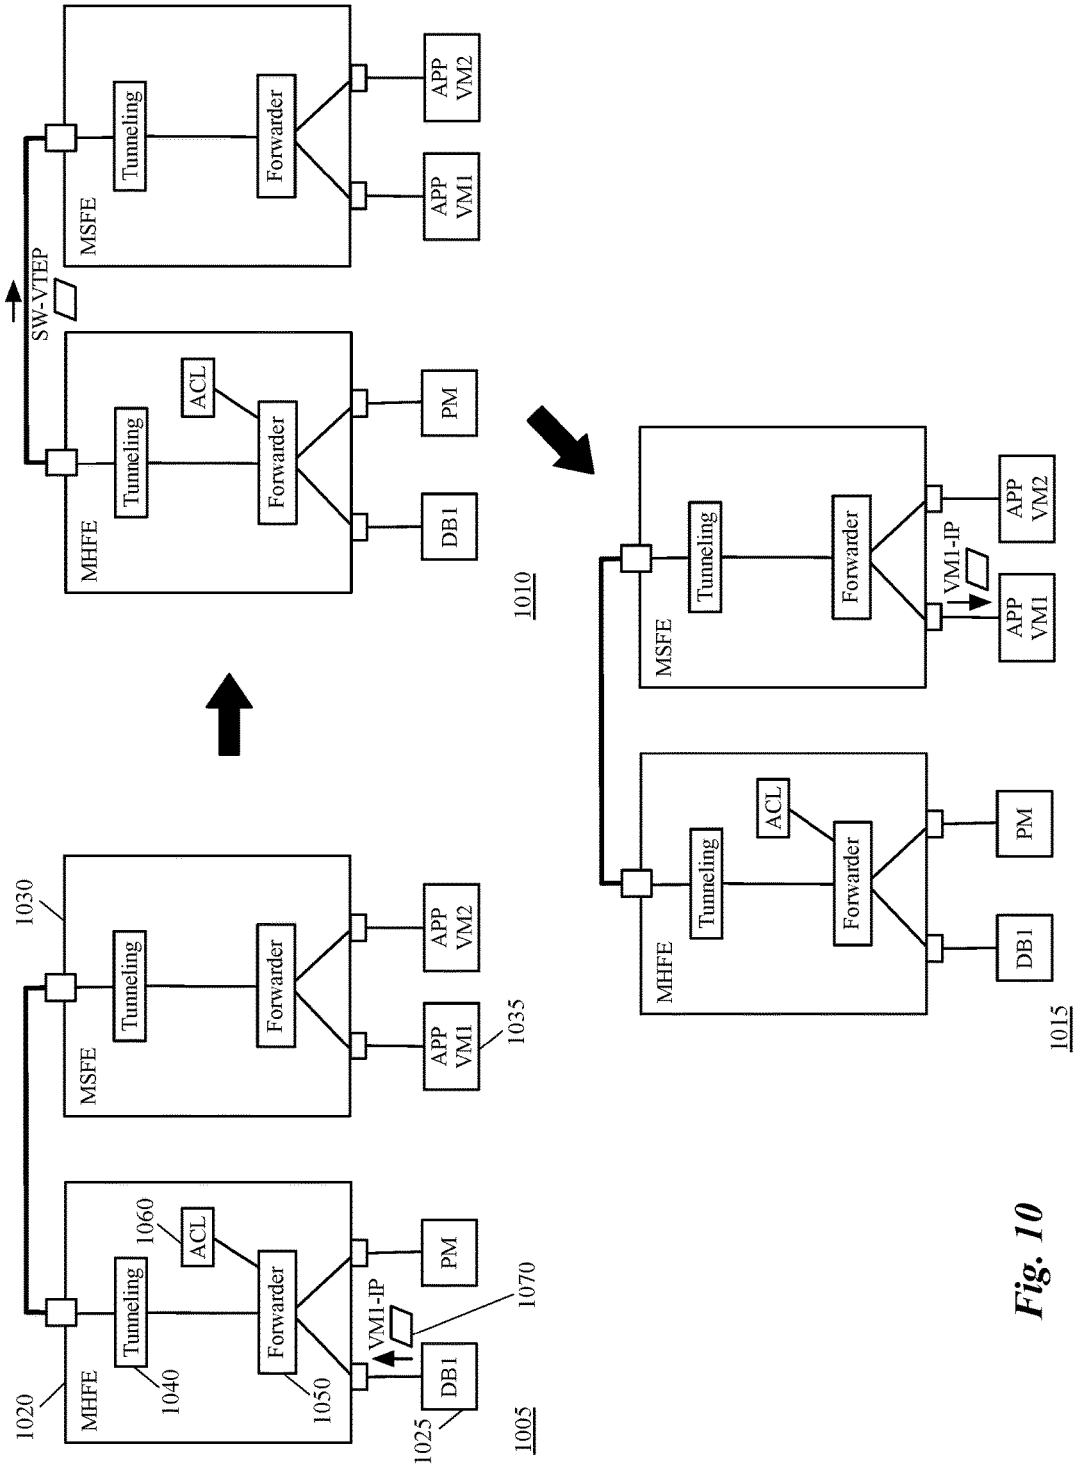 1020
MHFE
Tunneling
1040
ACL
1060
Forwarder
1050
VM1-IP
1070
DB1
1025
PM
1005
1030
MSFE
Tunneling
Forwarder
APP
VM1
1035
APP
VM2
SW-VTEP
MHFE
Tunneling
ACL
Forwarder
DB1
PM
1010
MSFE
Tunneling
Forwarder
APP
VM1
APP
VM2
MHFE
Tunneling
ACL
Forwarder
DB1
PM
1015
MSFE
Tunneling
Forwarder
VM1-IP
APP
VM1
APP
VM2
Fig. 10